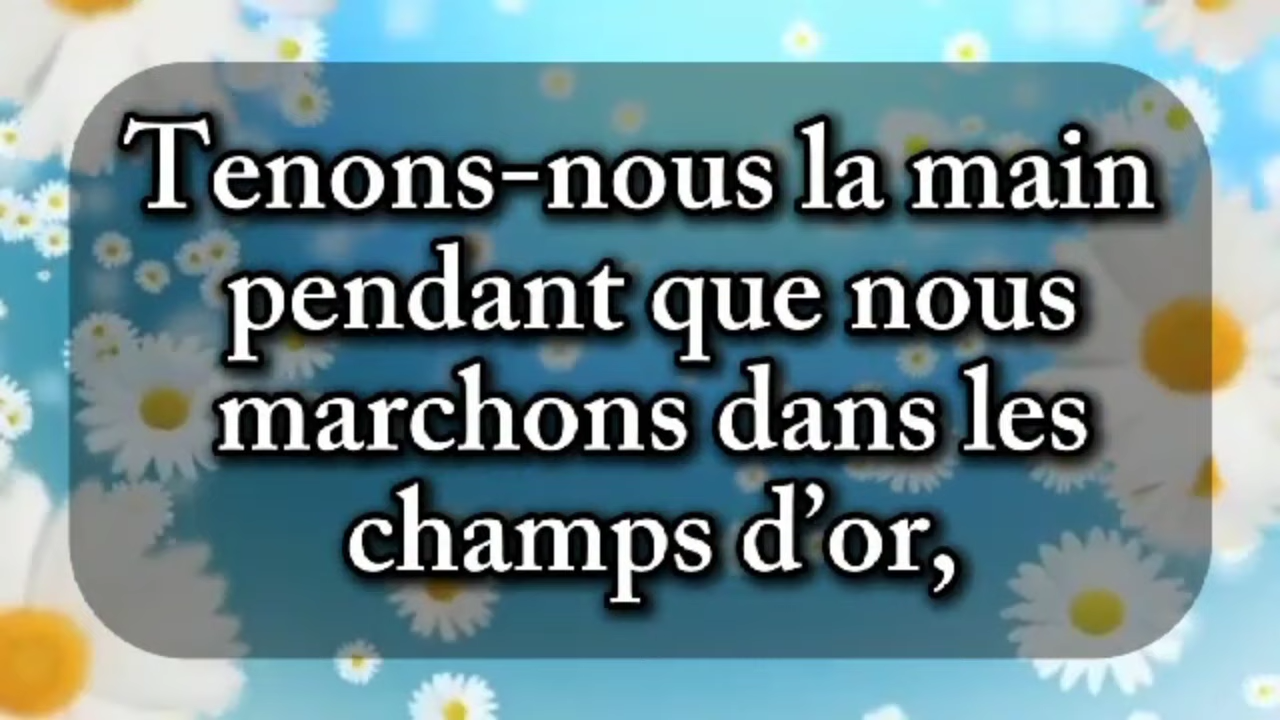 Tenons-nous la main
pendant que nous
marchons dans les
champs d’or,